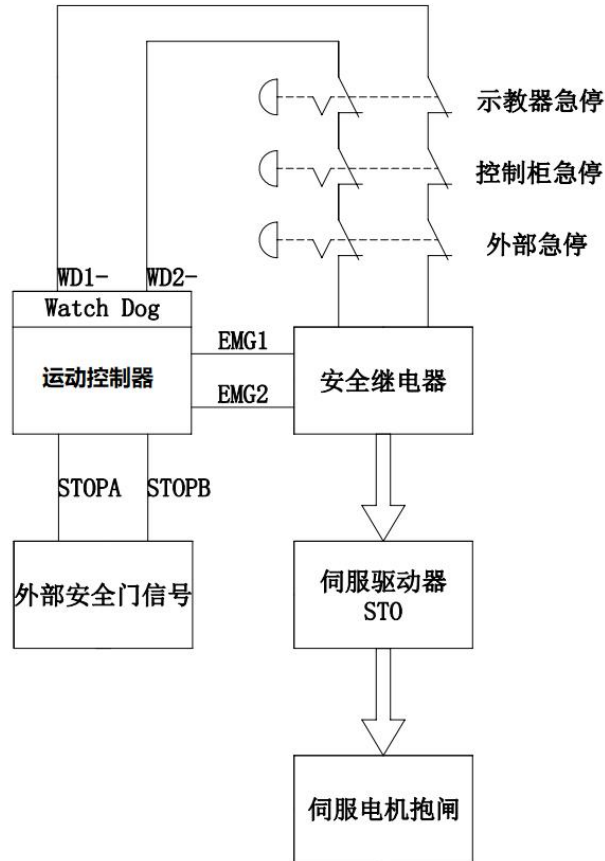 示教器急停
控制柜急停
外部急停
WD1-
WD2-
Watch Dog
运动控制器
EMG1
EMG2
安全继电器
STOPA
STOPB
外部安全门信号
伺服驱动器
STO
伺服电机抱闸